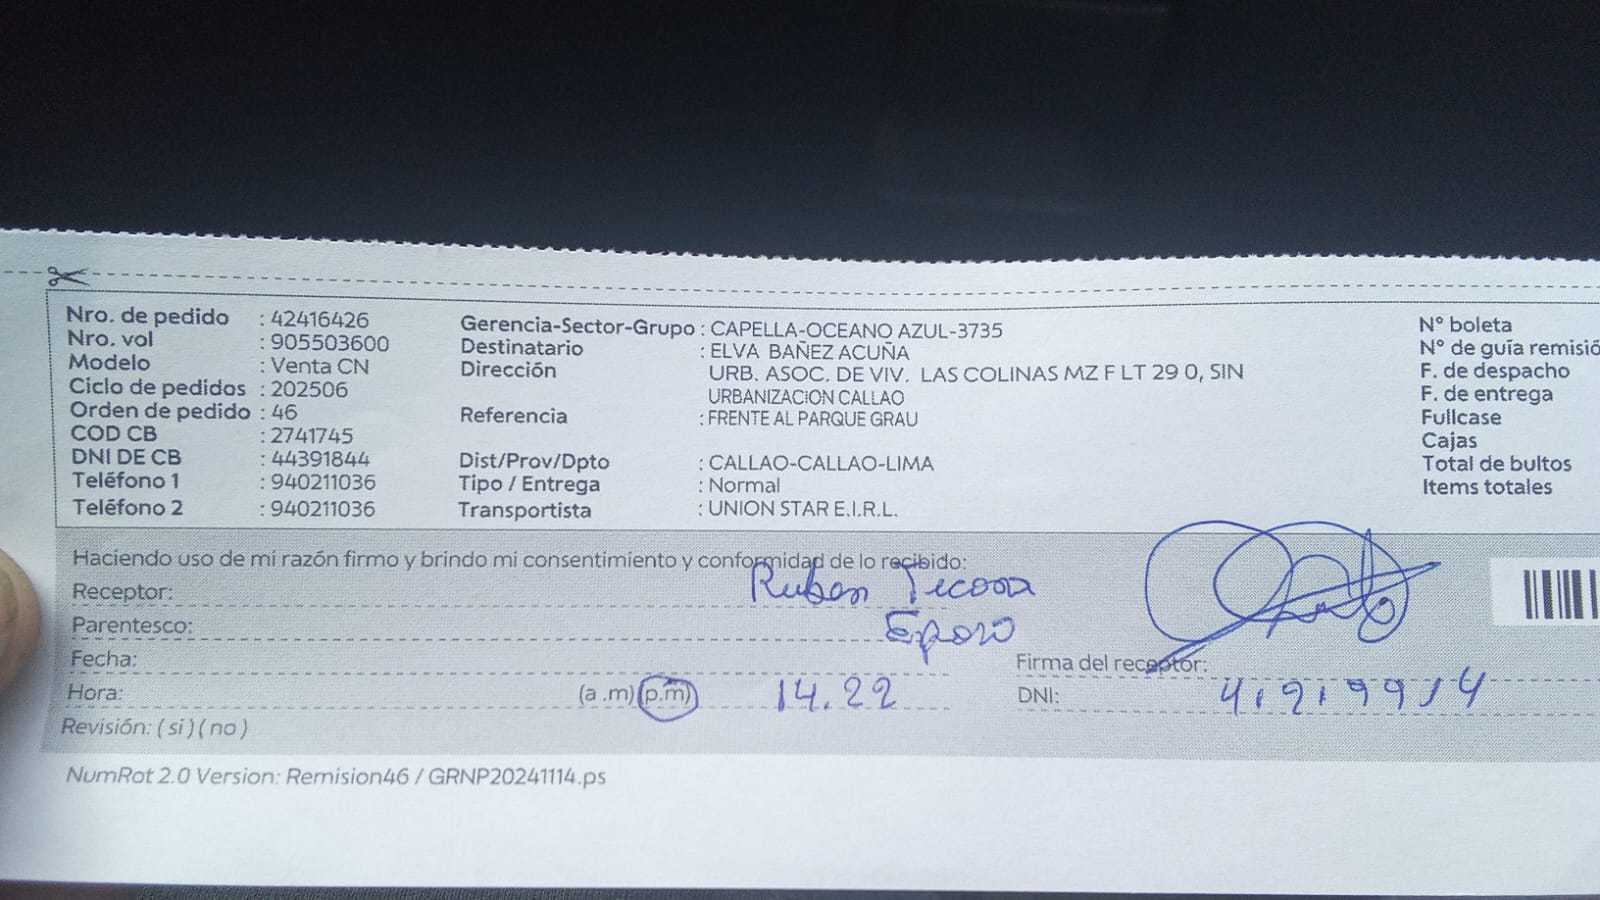 Nro. de pedido : 42416426
Nro. vol : 905503600
Modelo : Venta CN
Ciclo de pedidos : 202506
Orden de pedido : 46
COD CB : 2741745
DNI DE CB : 44391844
Teléfono 1 : 940211036
Teléfono 2 : 940211036
Gerencia-Sector-Grupo : CAPELLA-OCEANO AZUL-3735
Destinatario : ELVA BAÑEZ ACUÑA
Dirección URB. ASOC. DE VIV. LAS COLINAS MZ F LT 29 0, SIN
URBANIZACION CALLAO
Referencia : FRENTE AL PARQUE GRAU
Dist/Prov/Dpto : CALLAO-CALLAO-LIMA
Tipo / Entrega : Normal
Transportista : UNION STAR E.I.R.L.
N° boleta
N° de guía remisió
F. de despacho
F. de entrega
Fullcase
Cajas
Total de bultos
Items totales
Haciendo uso de mi razón firmo y brindo mi consentimiento y conformidad de lo recibido:
Receptor: Ruben
Parentesco: Esposo
Fecha:
Firma del receptor:
Hora: (a .m) (p.m) 14.22
DNI:
Revisión: ( si ) ( no )
NumRot 2.0 Version: Remision46 / GRNP20241114.ps